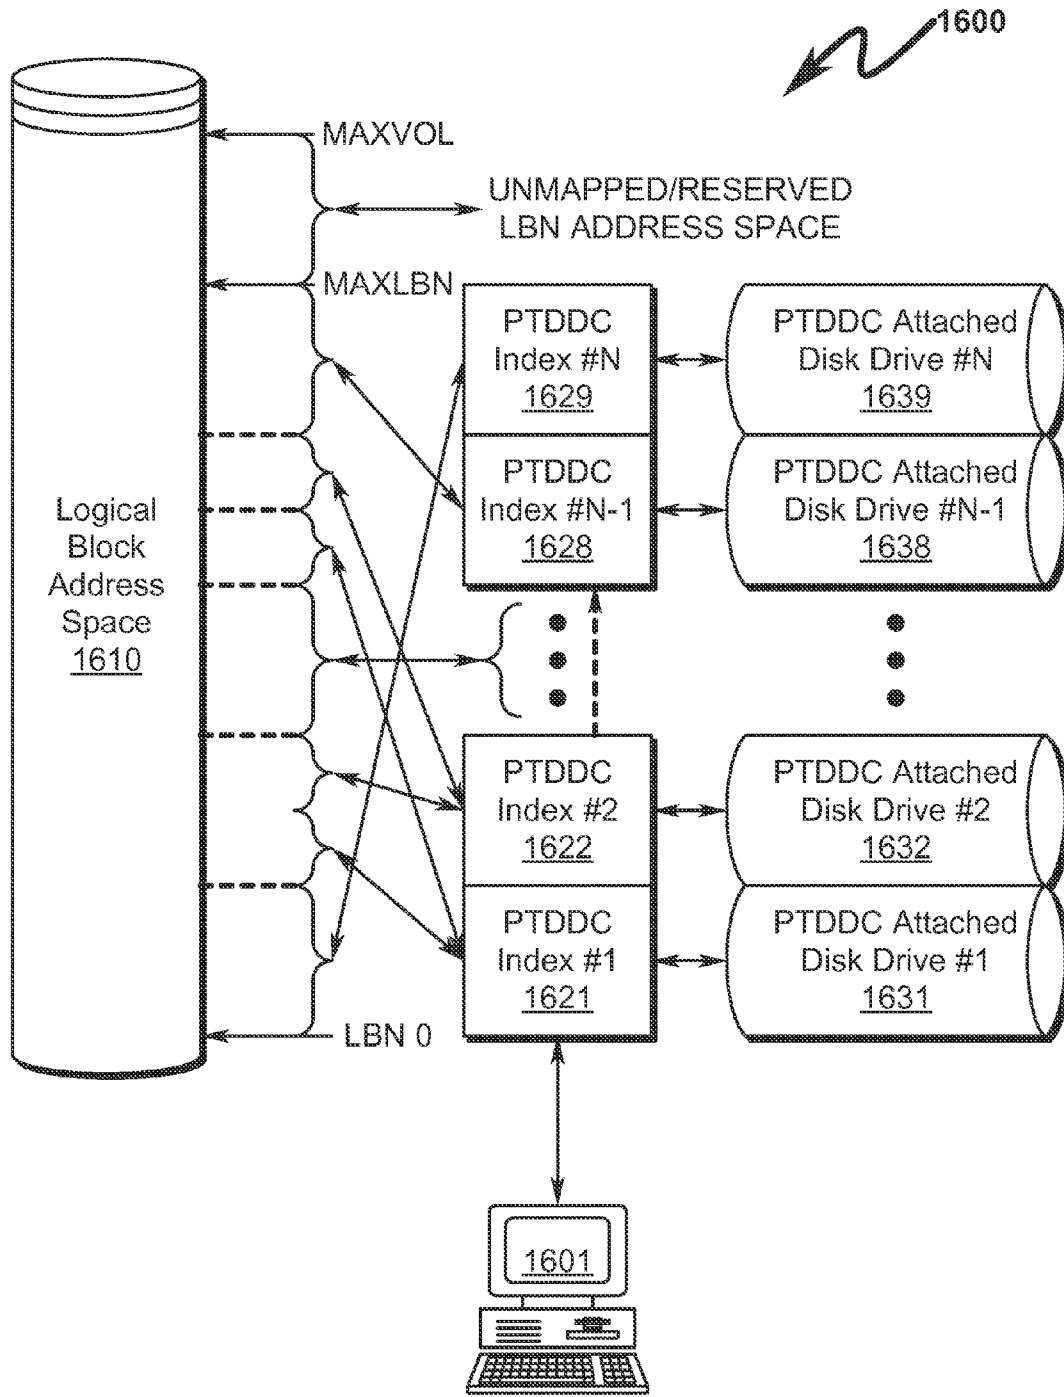 1600
MAXVOL
UNMAPPED/RESERVED
LBN ADDRESS SPACE
MAXLBN
PTDDC
Index #N
1629
PTDDC Attached
Disk Drive #N
1639
PTDDC
Index #N-1
1628
PTDDC Attached
Disk Drive #N-1
1638
Logical
Block
Address
Space
1610
PTDDC
Index #2
1622
PTDDC Attached
Disk Drive #2
1632
PTDDC
Index #1
1621
PTDDC Attached
Disk Drive #1
1631
LBN 0
1601